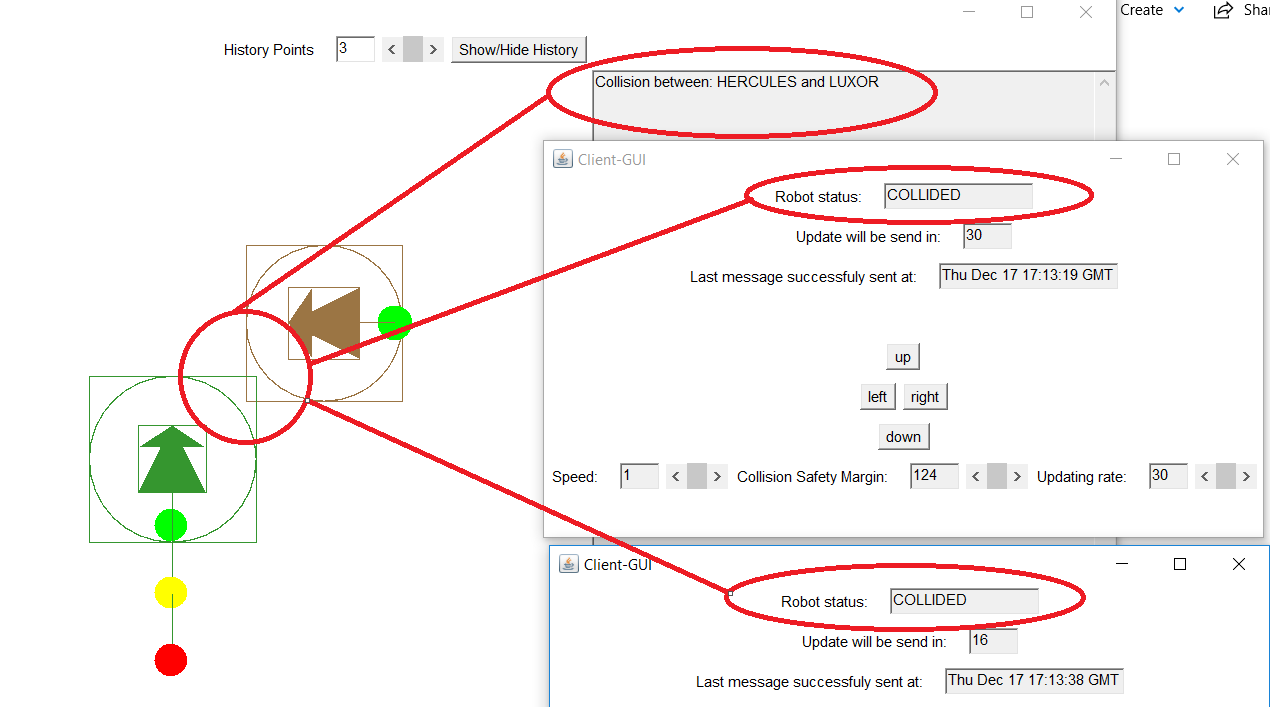 Create
Shar
History Points 3 < > Show/Hide History
Collision between: HERCULES and LUXOR
Client-GUI
Robot status: COLLIDED
Update will be send in: 30
Last message successfuly sent at: Thu Dec 17 17:13:19 GMT
up
left right
down
Speed: 1 < > Collision Safety Margin: 124 < > Updating rate: 30 < >
Client-GUI
Robot status: COLLIDED
Update will be send in: 16
Last message successfuly sent at: Thu Dec 17 17:13:38 GMT